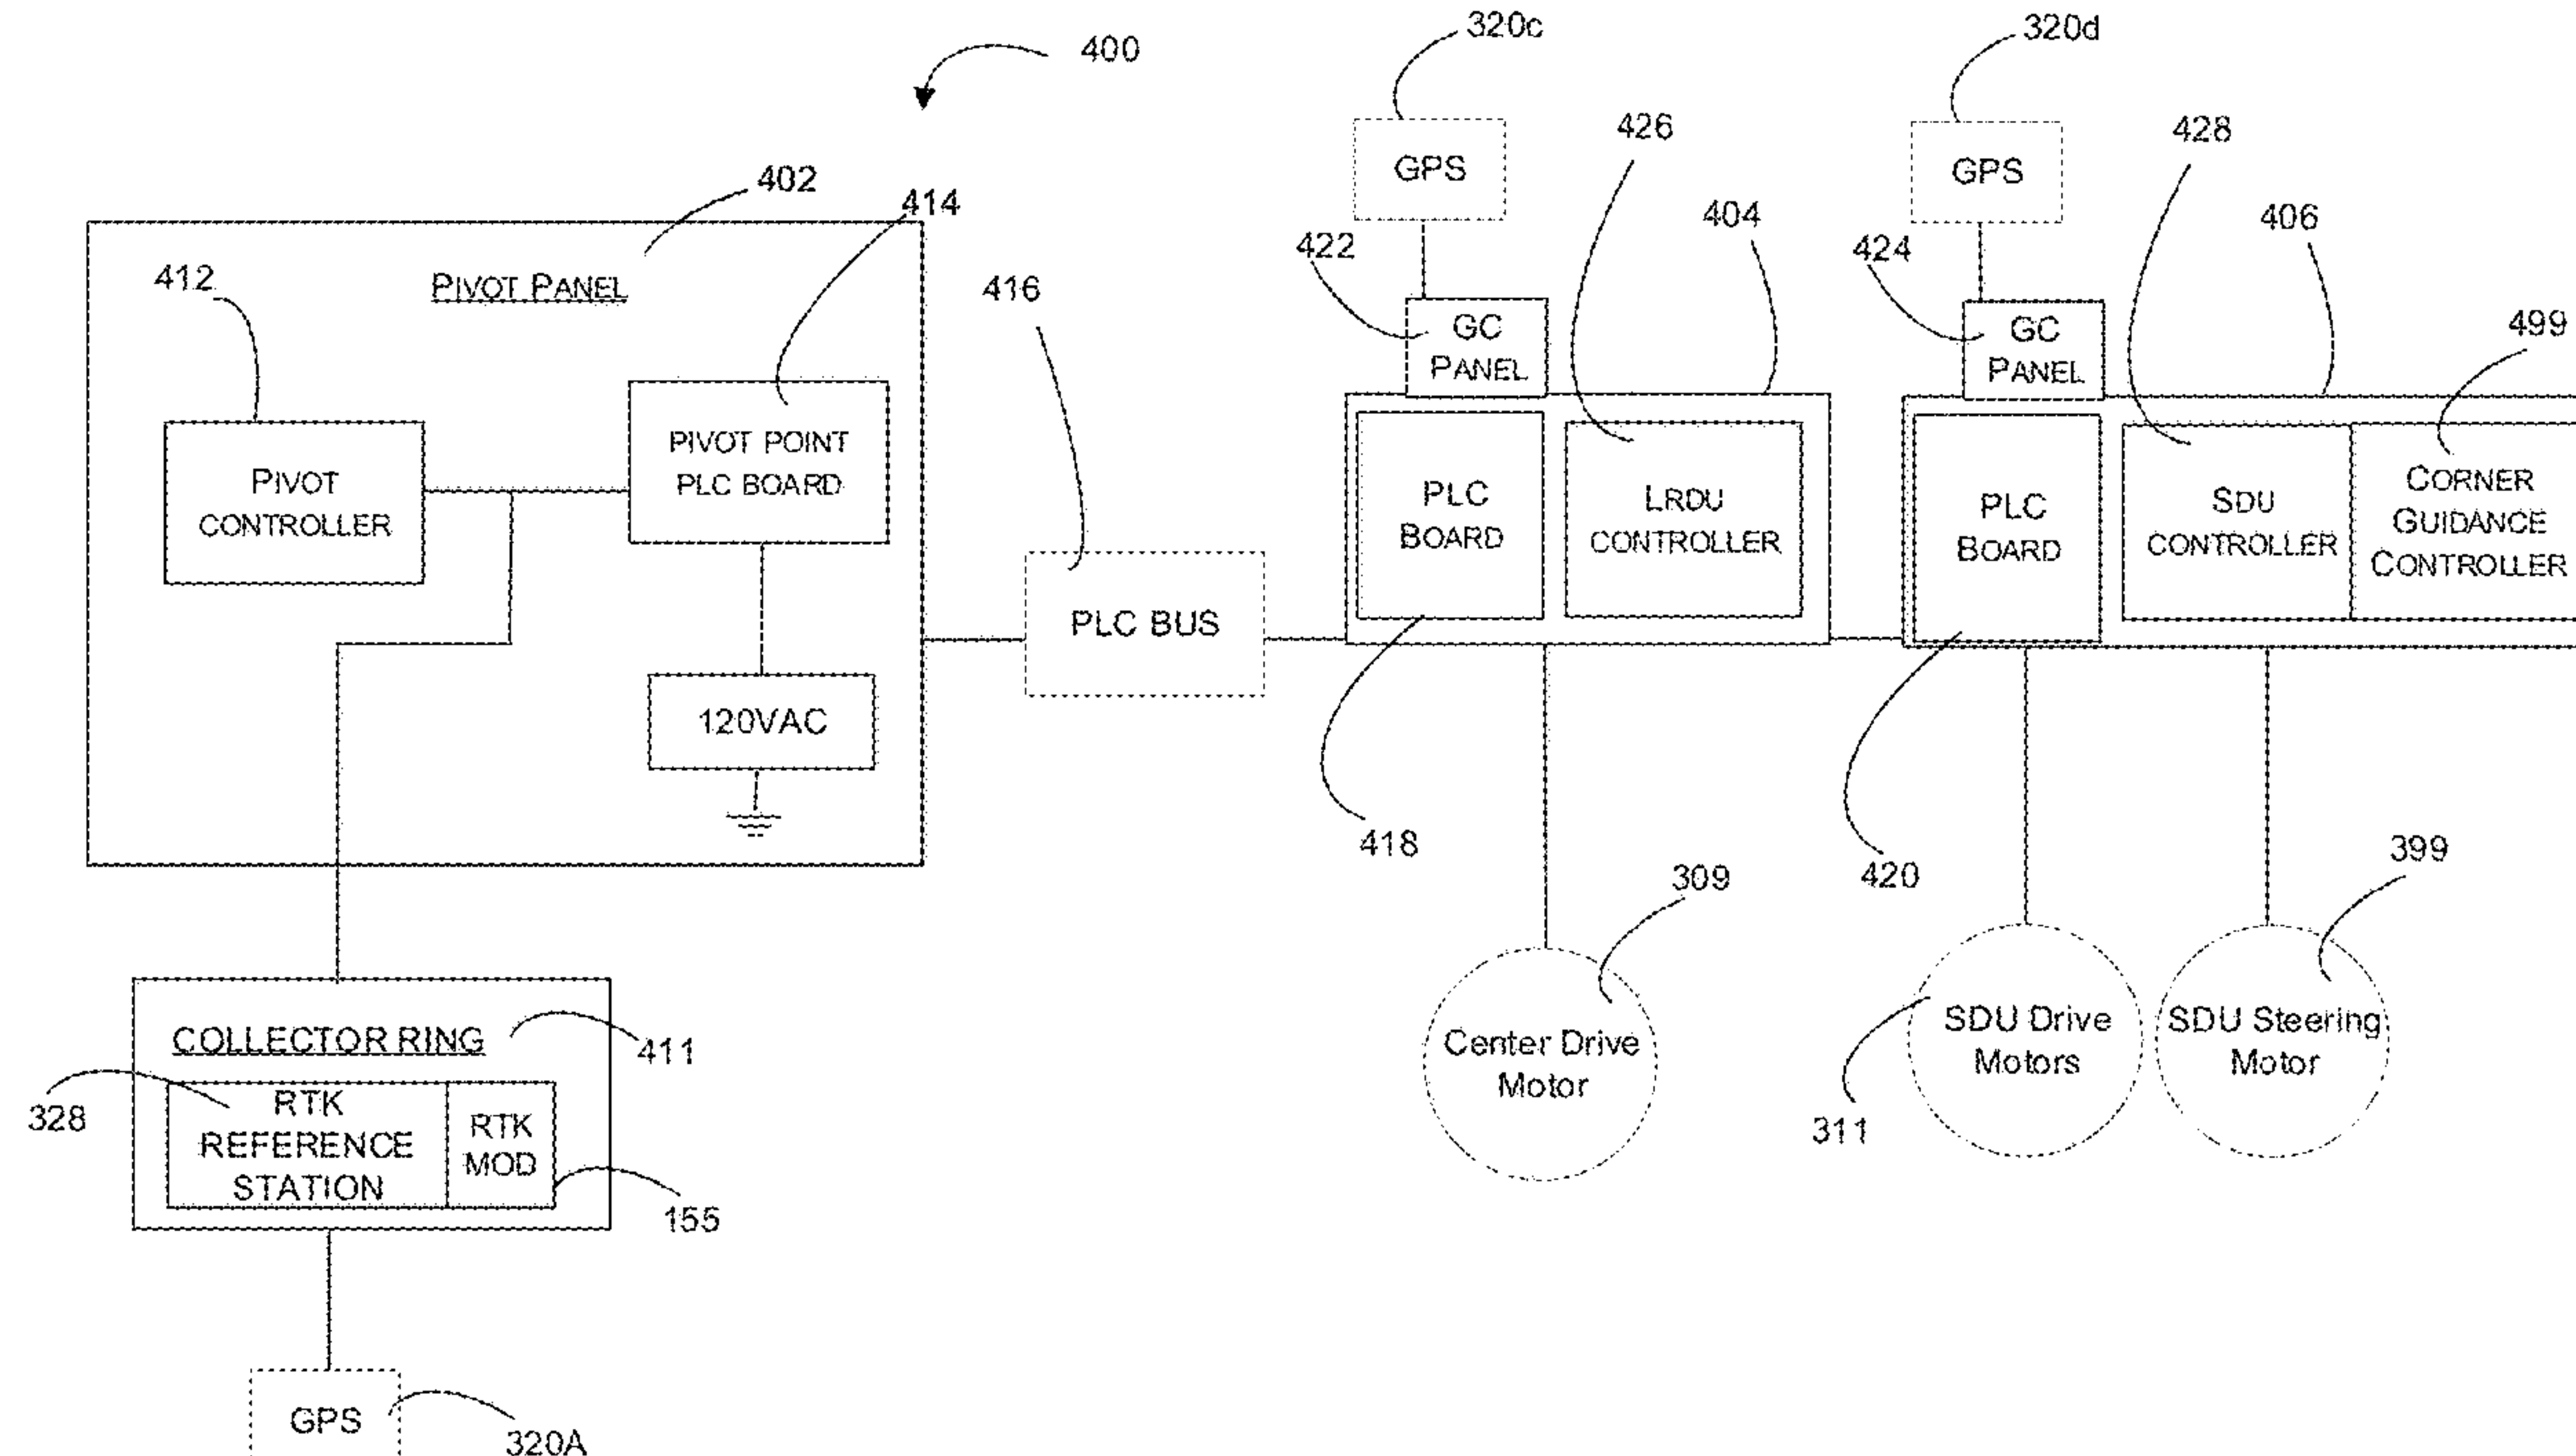 400
402
PIVOT PANEL
412
414
PIVOT
CONTROLLER
PIVOT POINT
PLC BOARD
120VAC
416
PLC BUS
COLLECTOR RING
411
328
RTK
REFERENCE
STATION
RTK
MOD
155
GPS
320A
320c
GPS
422
GC
PANEL
426
404
PLC
BOARD
LRDU
CONTROLLER
418
309
Center Drive
Motor
320d
GPS
424
GC
PANEL
428
406
499
PLC
BOARD
SDU
CONTROLLER
CORNER
GUIDANCE
CONTROLLER
420
311
SDU Drive
Motors
399
SDU Steering
Motor